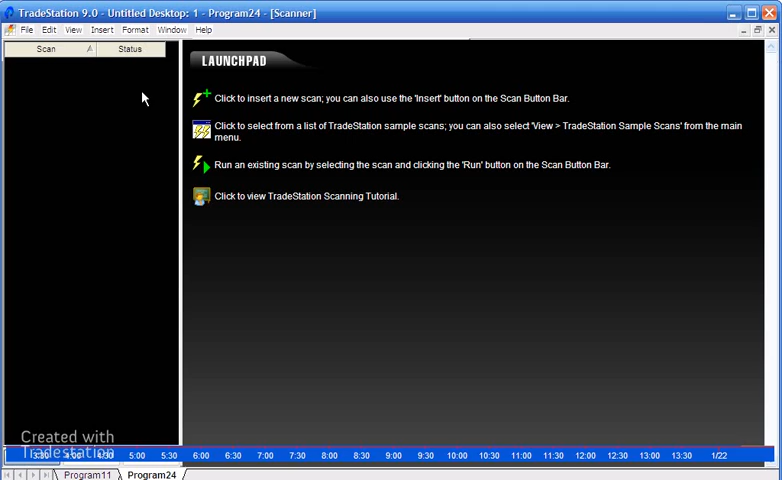 TradeStation 9.0 - Untitled Desktop: 1 - Program24 - [Scanner]
File Edit View Insert Format Window Help
Scan Status
LAUNCHPAD
Click to insert a new scan; you can also use the 'Insert' button on the Scan Button Bar.
Click to select from a list of TradeStation sample scans; you can also select 'View > TradeStation Sample Scans' from the main
menu.
Run an existing scan by selecting the scan and clicking the 'Run' button on the Scan Button Bar.
Click to view TradeStation Scanning Tutorial.
Created with
Tradestation
3:30 4:00 4:30 5:00 5:30 6:00 6:30 7:00 7:30 8:00 8:30 9:00 9:30 10:00 10:30 11:00 11:30 12:00 12:30 13:00 13:30 1/22
Program11 Program24